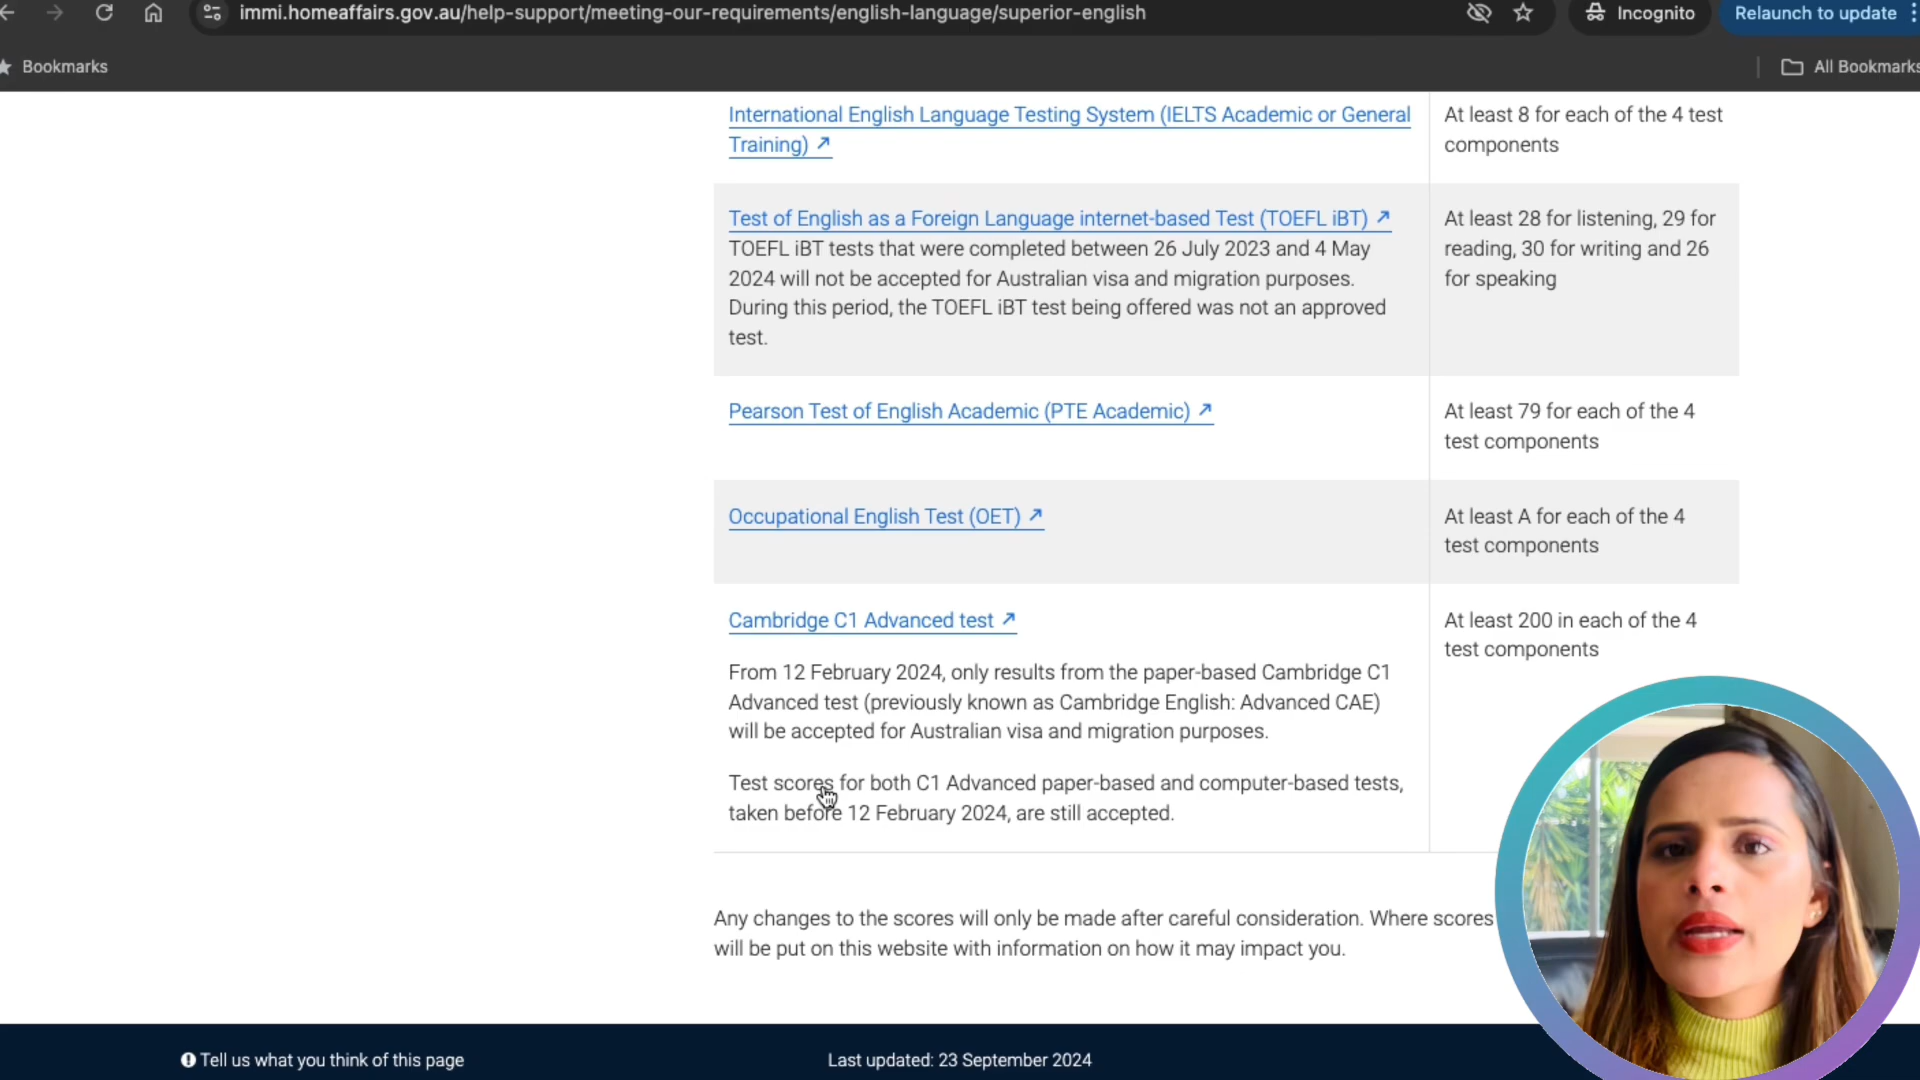 immi.homeaffairs.gov.au/help-support/meeting-our-requirements/english-language/superior-english
Incognito
Relaunch to update
Bookmarks
All Bookmarks
International English Language Testing System (IELTS Academic or General
Training)
At least 8 for each of the 4 test
components
Test of English as a Foreign Language internet-based Test (TOEFL iBT)
TOEFL iBT tests that were completed between 26 July 2023 and 4 May
2024 will not be accepted for Australian visa and migration purposes.
During this period, the TOEFL iBT test being offered was not an approved
test.
At least 28 for listening, 29 for
reading, 30 for writing and 26
for speaking
Pearson Test of English Academic (PTE Academic)
At least 79 for each of the 4
test components
Occupational English Test (OET)
At least A for each of the 4
test components
Cambridge C1 Advanced test
At least 200 in each of the 4
test components
From 12 February 2024, only results from the paper-based Cambridge C1
Advanced test (previously known as Cambridge English: Advanced CAE)
will be accepted for Australian visa and migration purposes.
Test scores for both C1 Advanced paper-based and computer-based tests,
taken before 12 February 2024, are still accepted.
Any changes to the scores will only be made after careful consideration. Where scores
will be put on this website with information on how it may impact you.
Tell us what you think of this page
Last updated: 23 September 2024